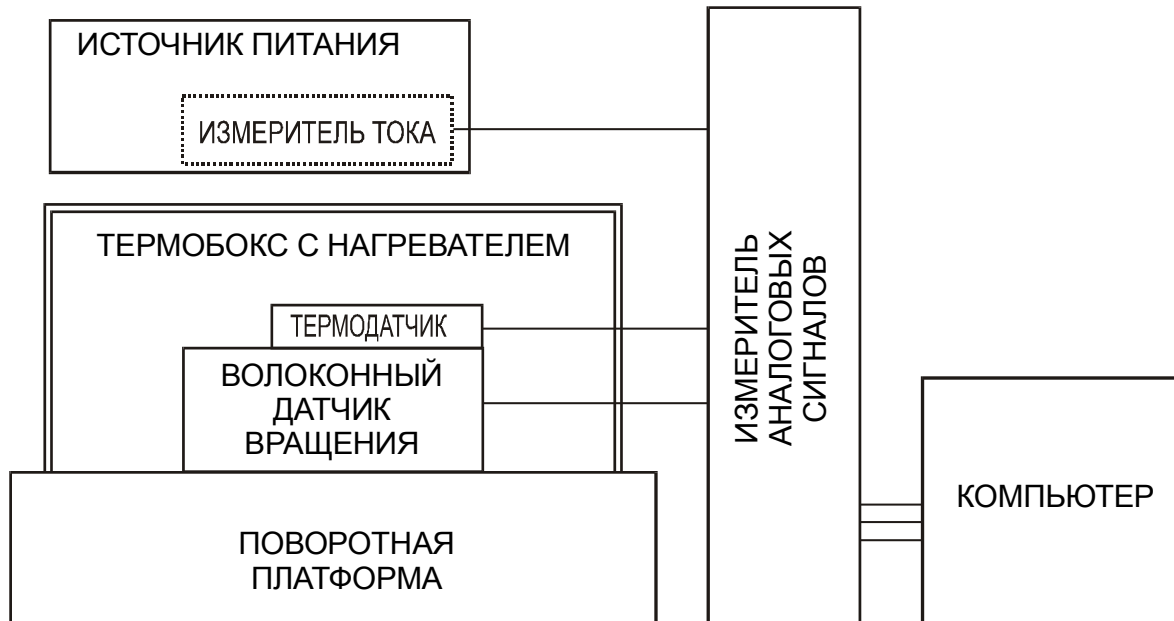 ИСТОЧНИК ПИТАНИЯ
ИЗМЕРИТЕЛЬ ТОКА
ТЕРМОБОКС С НАГРЕВАТЕЛЕМ
ТЕРМОДАТЧИК
ВОЛОКОННЫЙ
ДАТЧИК
ВРАЩЕНИЯ
ПОВОРОТНАЯ
ПЛАТФОРМА
ИЗМЕРИТЕЛЬ
АНАЛОГОВЫХ
СИГНАЛОВ
КОМПЬЮТЕР